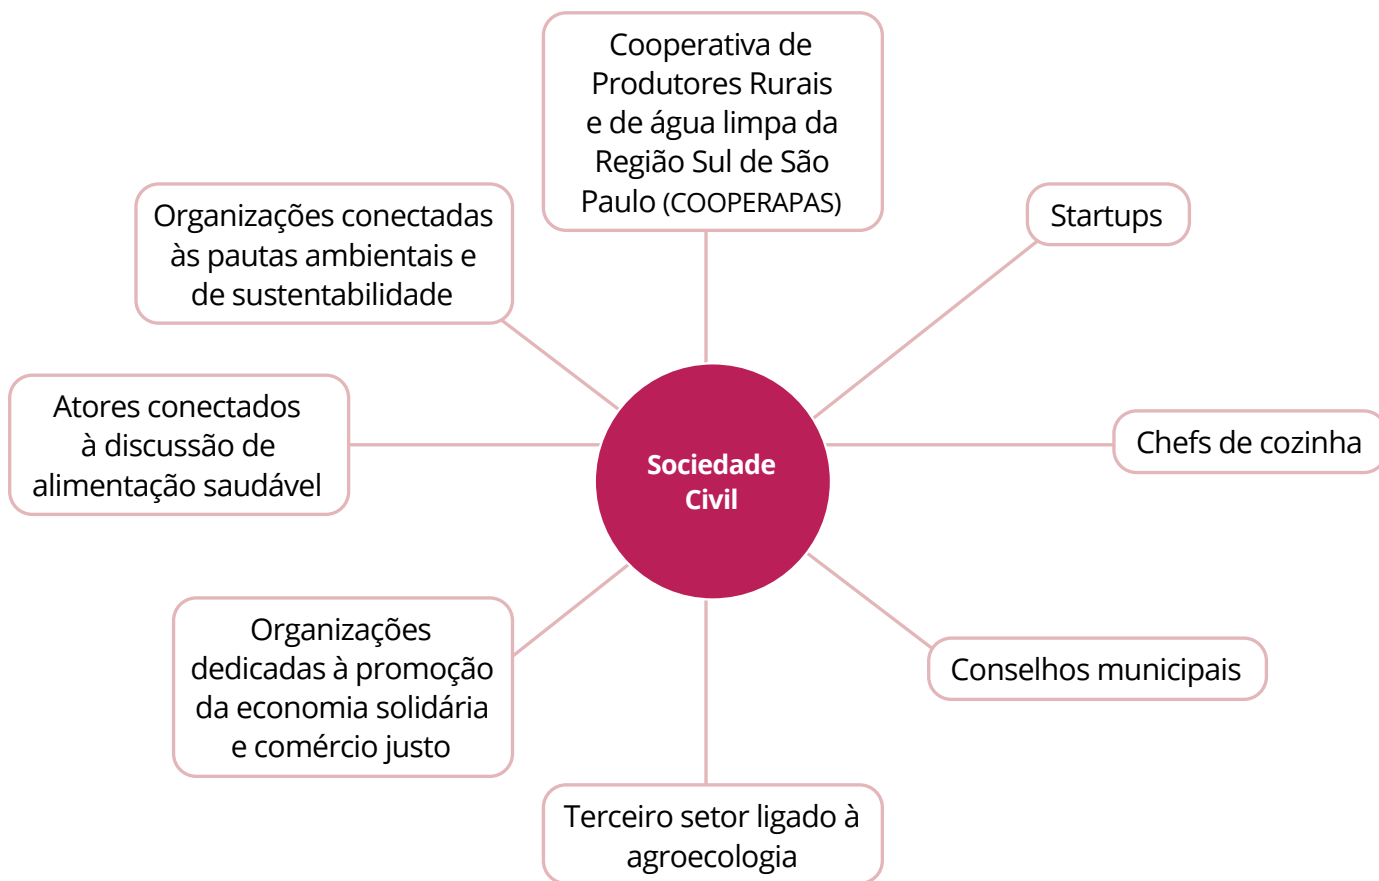 Cooperativa de
Produtores Rurais
e de água limpa da
Região Sul de São
Paulo (COOPERAPAS)
Organizações conectadas
às pautas ambientais e
de sustentabilidade
Startups
Atores conectados
à discussão de
alimentação saudável
Chefs de cozinha
Sociedade
Civil
Organizações
dedicadas à promoção
da economia solidária
e comércio justo
Conselhos municipais
Terceiro setor ligado à
agroecologia